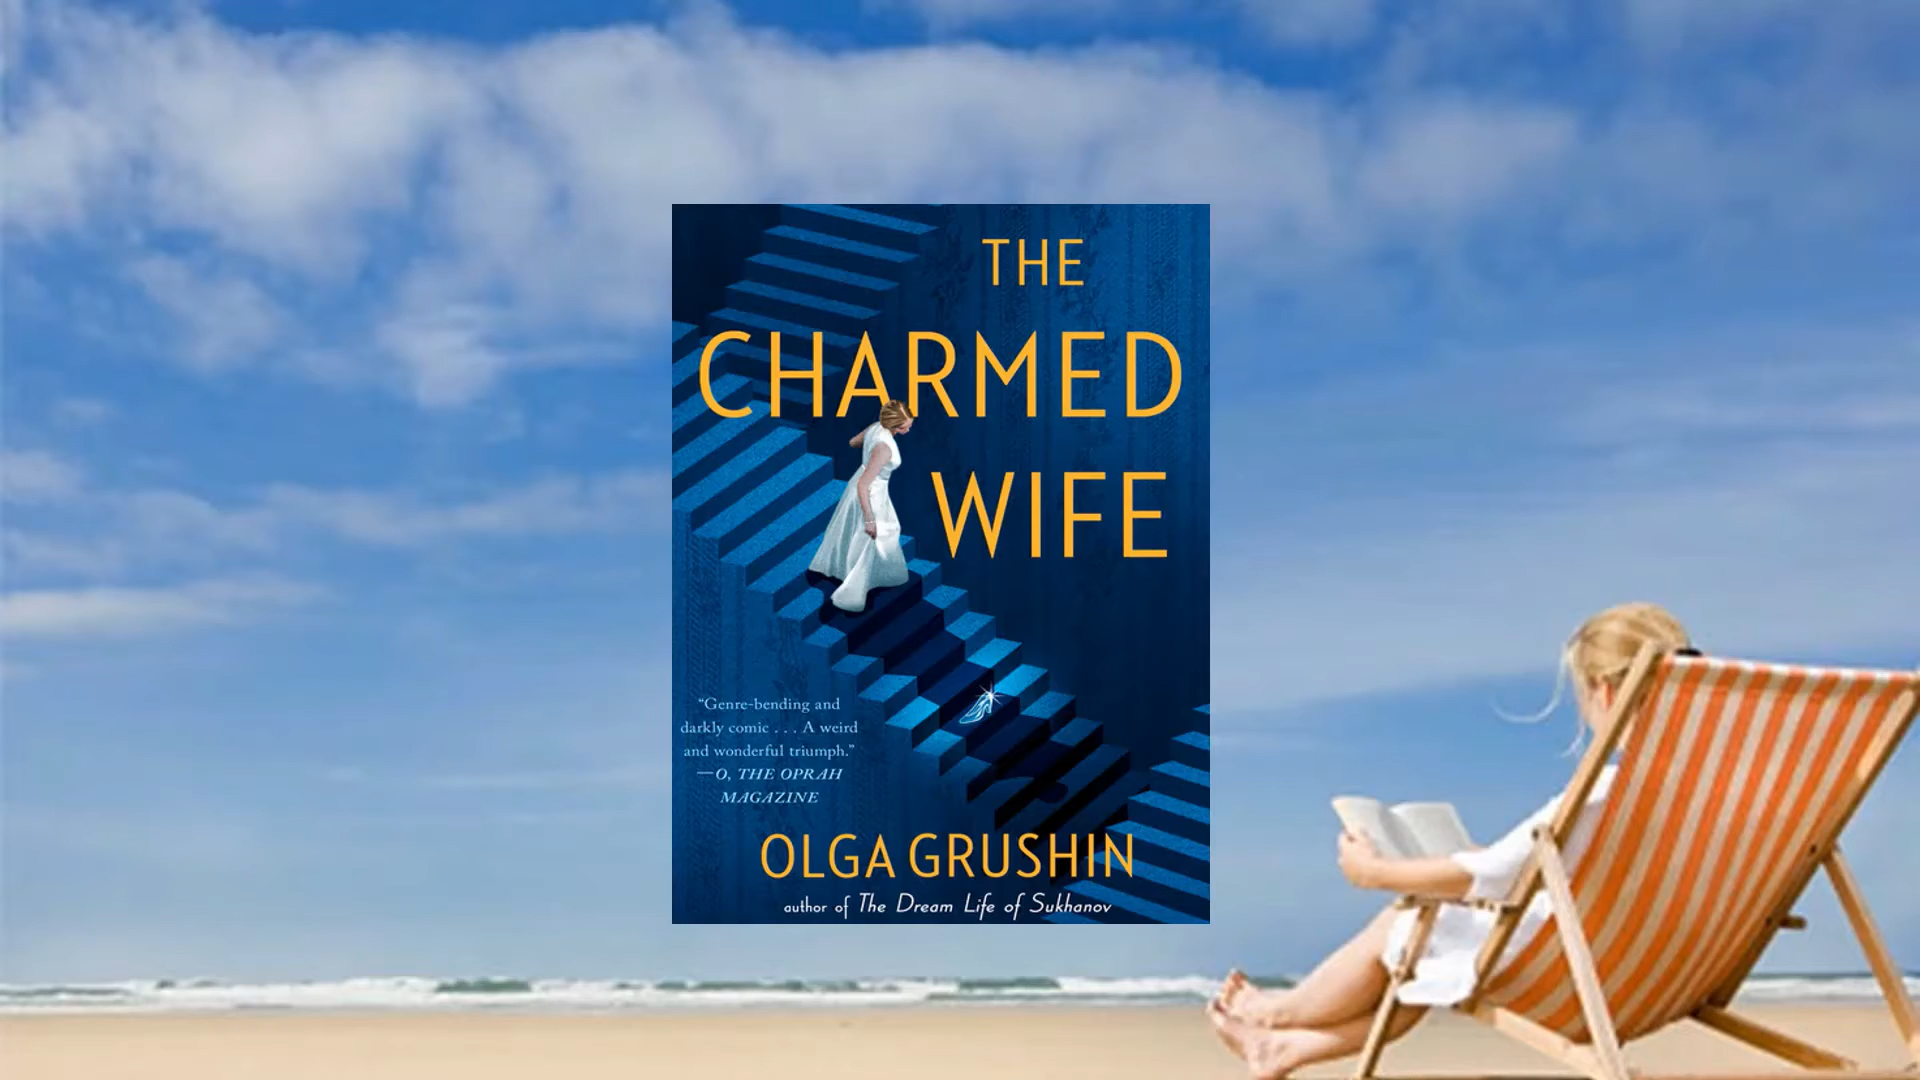 THE
CHARMED
WIFE
“Genre-bending and
darkly comic . . . A weird
and wonderful triumph.”
—O, THE OPRAH
MAGAZINE
OLGA GRUSHIN
author of The Dream Life of Sukhanov